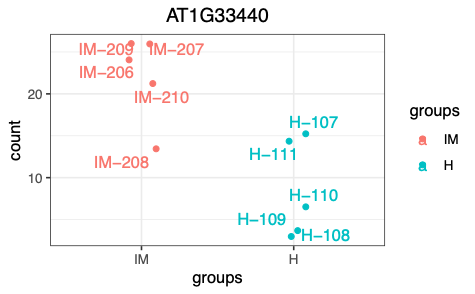 AT1G33440
IM−209
IM−207
IM−206
IM−210
IM−208
H−107
H−111
H−110
H−109
H−108
20
10
count
IM
H
groups
groups
a IM
a H